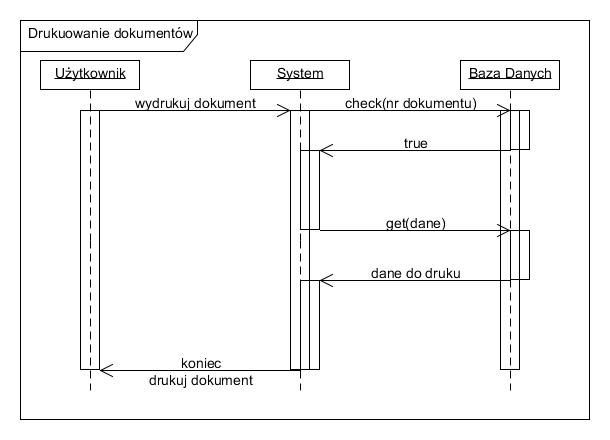 Drukuowanie dokumentów
Użytkownik
System
Baza Danych
wydrukuj dokument
check(nr dokumentu)
true
get(dane)
dane do druku
koniec
drukuj dokument